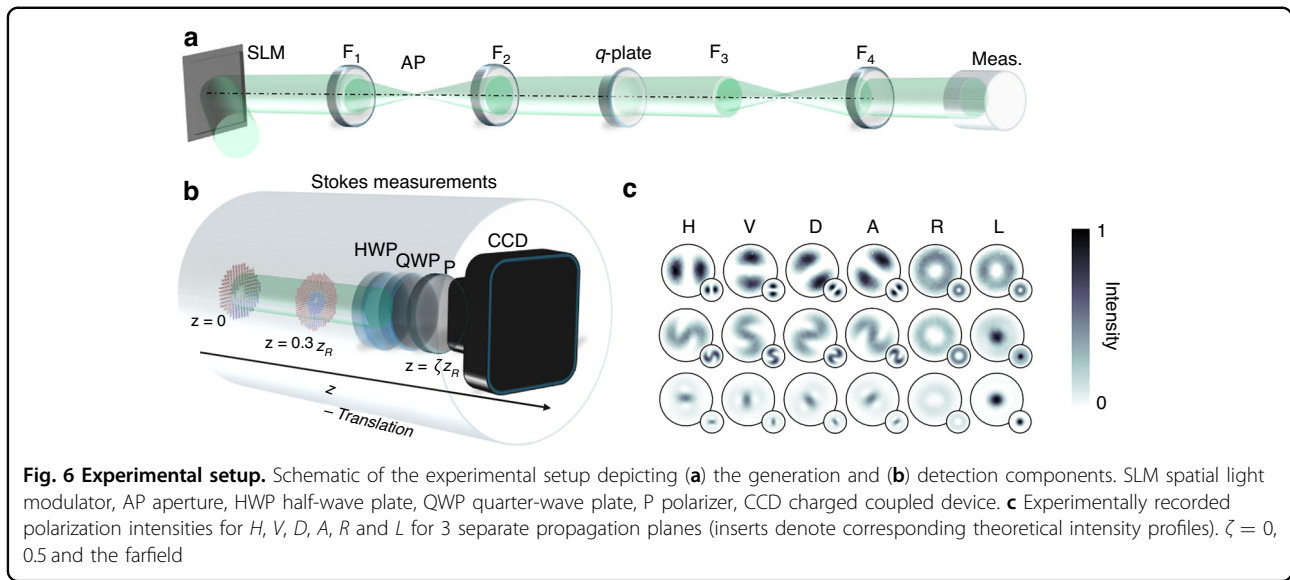 a
SLM
F1
AP
F2
q-plate
F3
F4
Meas.
b
Stokes measurements
HWP
QWP
P
CCD
z = 0
z = 0.3 zR
z = ζ zR
z
– Translation
c
H V D A R L
1
Intensity
0
Fig. 6 Experimental setup. Schematic of the experimental setup depicting (a) the generation and (b) detection components. SLM spatial light
modulator, AP aperture, HWP half-wave plate, QWP quarter-wave plate, P polarizer, CCD charged coupled device. c Experimentally recorded
polarization intensities for H, V, D, A, R and L for 3 separate propagation planes (inserts denote corresponding theoretical intensity profiles). ζ = 0,
0.5 and the farfield